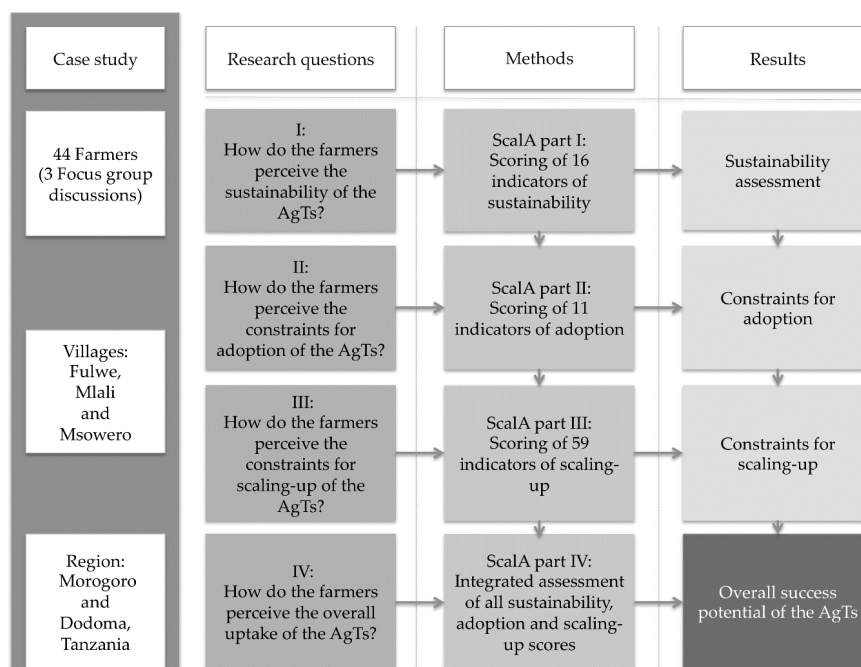 Case study
Research questions
Methods
Results
44 Farmers
(3 Focus group
discussions)
I:
How do the farmers
perceive the
sustainability of the
AgTs?
ScalA part I:
Scoring of 16
indicators of
sustainability
Sustainability
assessment
II:
How do the farmers
perceive the
constraints for
adoption of the AgTs?
ScalA part II:
Scoring of 11
indicators of adoption
Constraints for
adoption
Villages:
Fulwe,
Mlali
and
Msowero
III:
How do the farmers
perceive the
constraints for
scaling-up of the
AgTs?
ScalA part III:
Scoring of 59
indicators of scaling-
up
Constraints for
scaling-up
Region:
Morogoro
and
Dodoma,
Tanzania
IV:
How do the farmers
perceive the overall
uptake of the AgTs?
ScalA part IV:
Integrated assessment
of all sustainability,
adoption and scaling-
up scores
Overall success
potential of the AgTs